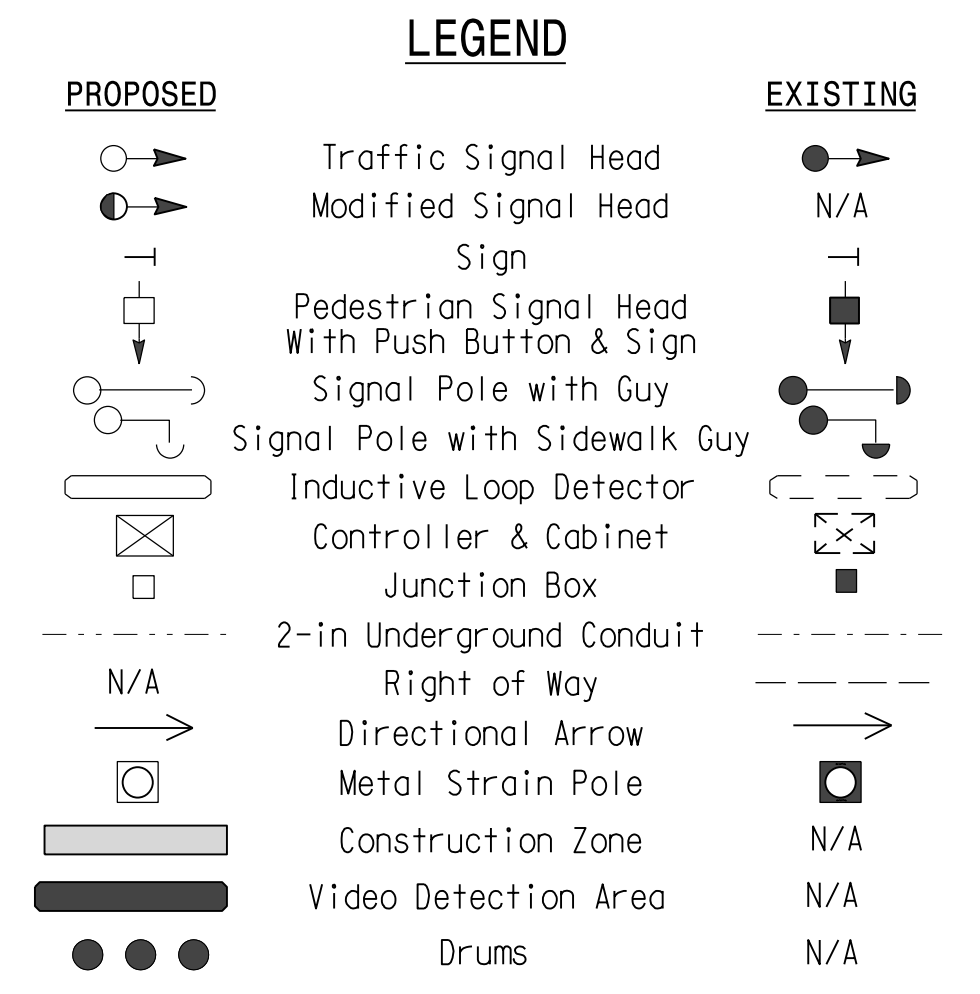 LEGEND
PROPOSED EXISTING
Traffic Signal Head
Modified Signal Head N/A
Sign
Pedestrian Signal Head
With Push Button & Sign
Signal Pole with Guy
Signal Pole with Sidewalk Guy
Inductive Loop Detector
Controller & Cabinet
Junction Box
2-in Underground Conduit
N/A Right of Way
Directional Arrow
Metal Strain Pole
Construction Zone N/A
Video Detection Area N/A
Drums N/A